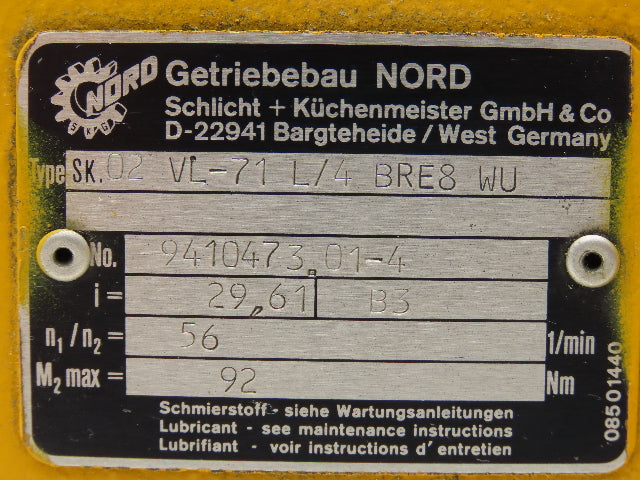 NORD
S.K.G
Getriebebau NORD
Schlicht + Küchenmeister GmbH & Co
D-22941 Bargteheide / West Germany
Type SK. 02 VL-71 L/4 BRE8 WU
No. 9410473.01-4
i = 29,61 B3
n₁/n₂ = 56 1/min
M₂ max = 92 Nm
Schmierstoff - siehe Wartungsanleitungen
Lubricant - see maintenance instructions
Lubrifiant - voir instructions d'entretien
08501440